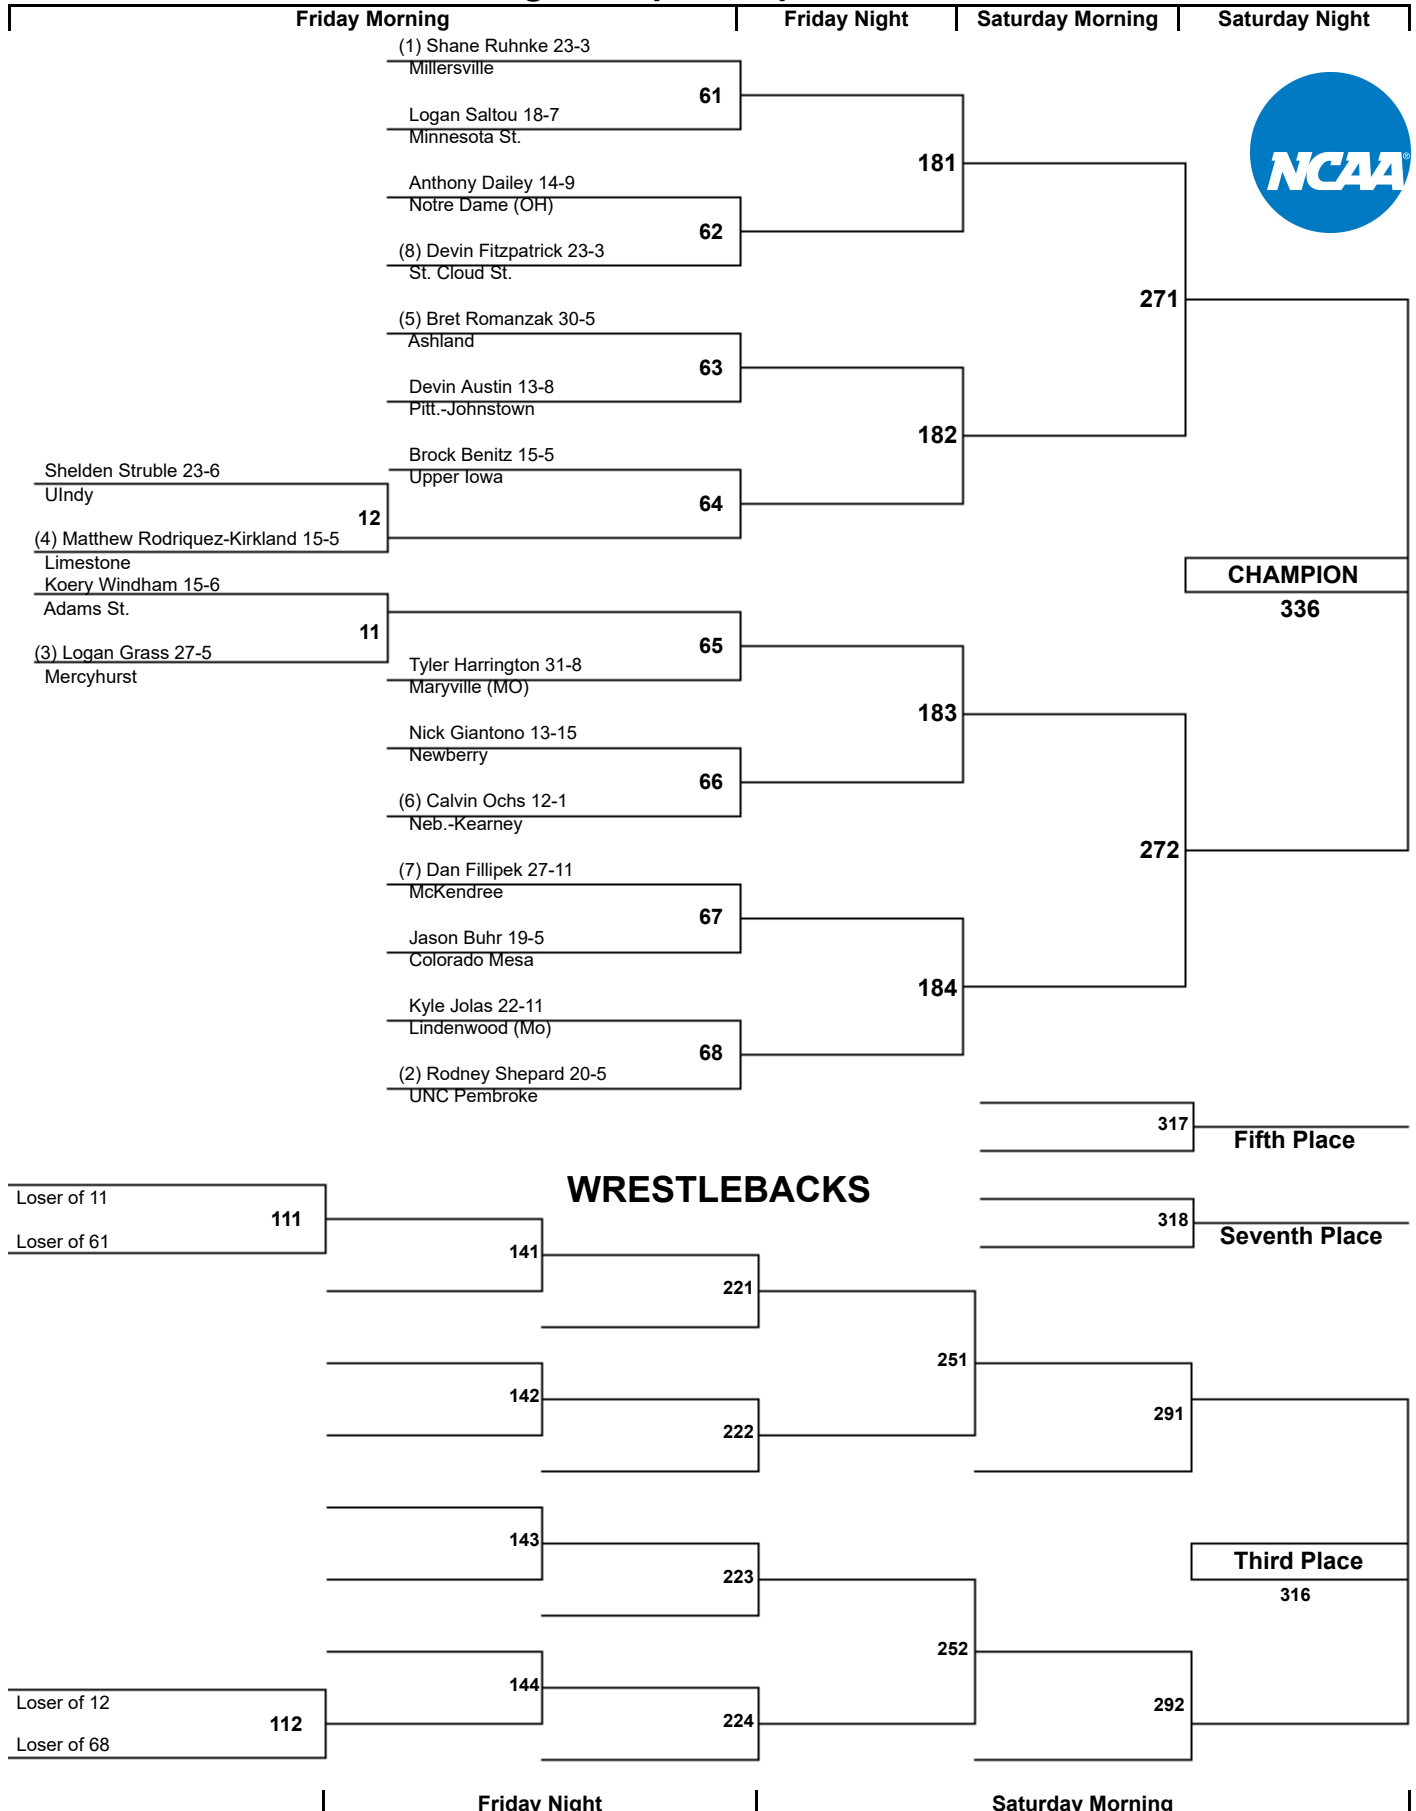 Friday Morning Friday Night Saturday Morning Saturday Night
(1) Shane Ruhnke 23-3
Millersville
61
Logan Saltou 18-7
Minnesota St.
181
NCAA
Anthony Dailey 14-9
Notre Dame (OH)
62
(8) Devin Fitzpatrick 23-3
St. Cloud St.
271
(5) Bret Romanzak 30-5
Ashland
63
Devin Austin 13-8
Pitt.-Johnstown
182
Brock Benitz 15-5
Upper Iowa
64
Shelden Struble 23-6
UIndy
12
(4) Matthew Rodriquez-Kirkland 15-5
Limestone
CHAMPION
336
Koery Windham 15-6
Adams St.
11
(3) Logan Grass 27-5
Mercyhurst
65
Tyler Harrington 31-8
Maryville (MO)
183
Nick Giantono 13-15
Newberry
66
(6) Calvin Ochs 12-1
Neb.-Kearney
272
(7) Dan Fillipek 27-11
McKendree
67
Jason Buhr 19-5
Colorado Mesa
184
Kyle Jolas 22-11
Lindenwood (Mo)
68
(2) Rodney Shepard 20-5
UNC Pembroke
317
Fifth Place
WRESTLEBACKS
318
Seventh Place
Loser of 11
111
Loser of 61
141
221
251
142
291
222
143
Third Place
223
316
252
144
Loser of 12
292
112
224
Loser of 68
Friday Night Saturday Morning